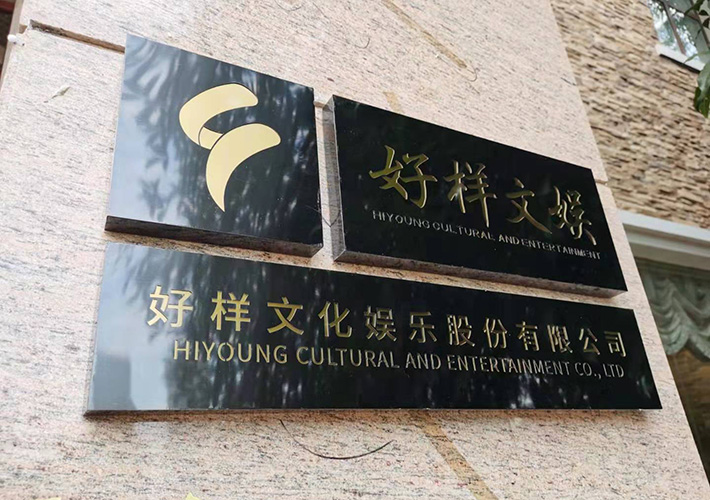 好样文娱
HIYOUNG CULTURAL AND ENTERTAINMENT
好样文化娱乐股份有限公司
HIYOUNG CULTURAL AND ENTERTAINMENT CO., LTD